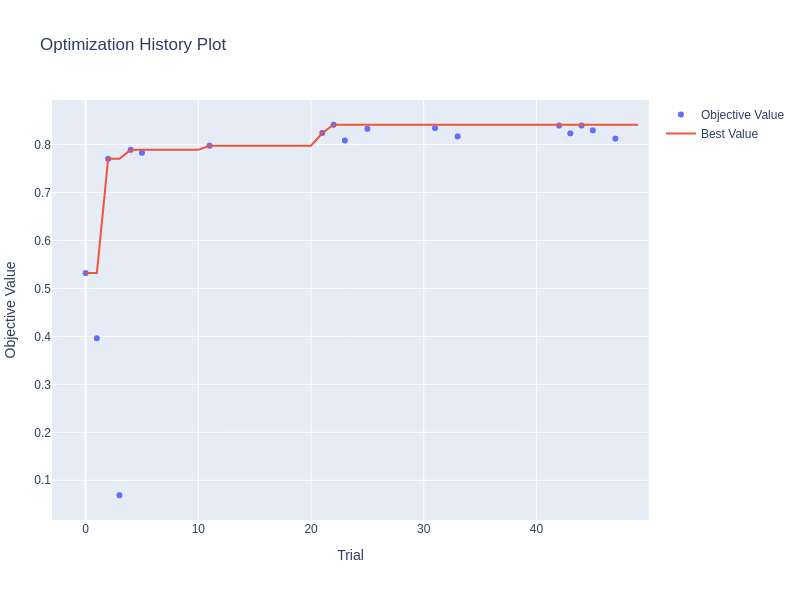 Optimization History Plot
Objective Value
Best Value
0.8
0.7
0.6
0.5
0.4
0.3
0.2
0.1
Objective Value
0
10
20
30
40
Trial